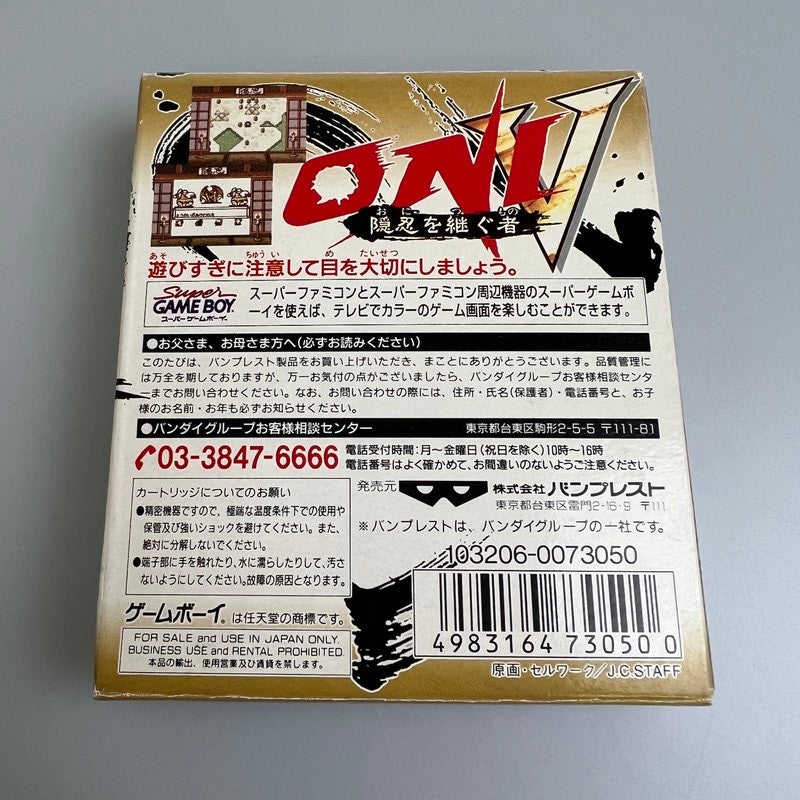 ONI V
おに つ もの
隠忍を継ぐ者
あそ ちゅうい め たいせつ
遊びすぎに注意して目を大切にしましょう。
Super
GAME BOY.
スーパーゲームボーイ.
スーパーファミコンとスーパーファミコン周辺機器のスーパーゲームボ
ーイを使えば、テレビでカラーのゲーム画面を楽しむことができます。
●お父さま、お母さま方へ(必ずお読みください)
このたびは、バンプレスト製品をお買い上げいただき、まことにありがとうございます。品質管理に
は万全を期しておりますが、万一お気付の点がございましたら、バンダイグループお客様相談センタ
ーまでお問い合わせください。なお、お問い合わせの際には、住所・氏名(保護者)・電話番号と、お子
様のお名前・お年も必ずお知らせください。
●バンダイグループお客様相談センター 東京都台東区駒形2-5-5 〒111-81
03-3847-6666 電話受付時間:月〜金曜日(祝日を除く)10時〜16時
電話番号はよく確かめて、お間違いのないようご注意ください。
カートリッジについてのお願い
●精密機器ですので、極端な温度条件下での使用や
保管及び強いショックを避けてください。また、
絶対に分解しないでください。
●端子部に手を触れたり、水に濡らしたりして、汚さ
ないようにしてください。故障の原因となります。
発売元 株式会社 バンプレスト
東京都台東区雷門2-16-9 〒111
※バンプレストは、バンダイグループの一社です。
103206-0073050
4983164 730500
ゲームボーイ. は任天堂の商標です。
FOR SALE and USE IN JAPAN ONLY.
BUSINESS USE and RENTAL PROHIBITED.
本品の輸出、使用営業及び賃貸を禁じます。
原画・セルワーク/J.C.STAFF